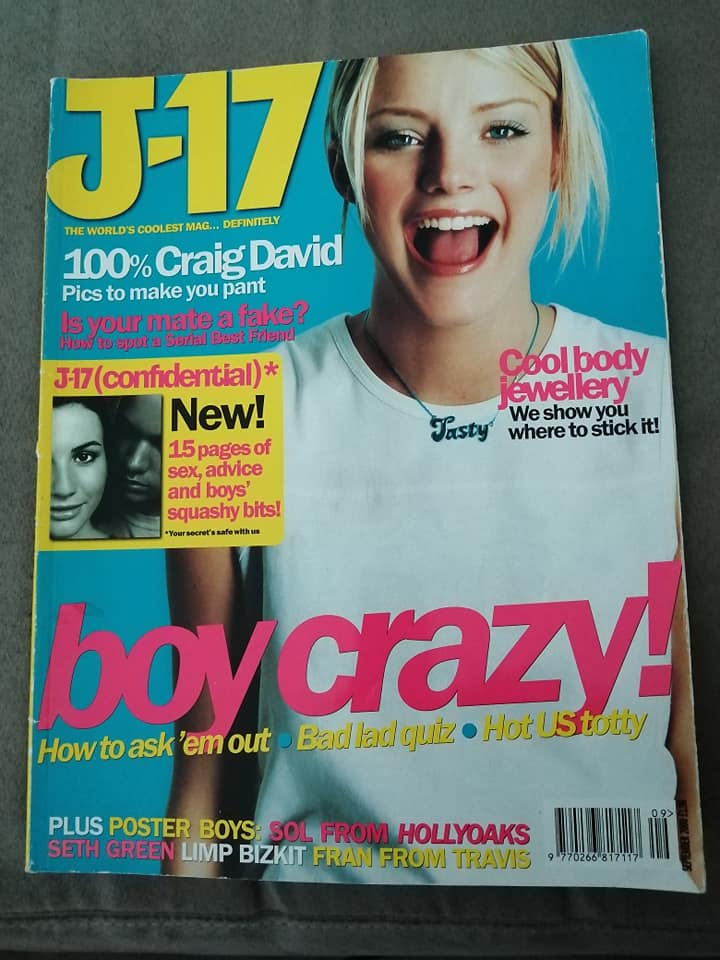 J-17
THE WORLD'S COOLEST MAG... DEFINITELY
100% Craig David
Pics to make you pant
Is your mate a fake?
How to spot a Serial Best Friend
J-17 (confidential)*
New!
15 pages of
sex, advice
and boys'
squashy bits!
*Your secret's safe with us
Cool body
jewellery
We show you
where to stick it!
Tasty
boy crazy!
How to ask 'em out • Bad lad quiz • Hot US totty
PLUS POSTER BOYS: SOL FROM HOLLYOAKS
SETH GREEN LIMP BIZKIT FRAN FROM TRAVIS
09>
9 770266 817117